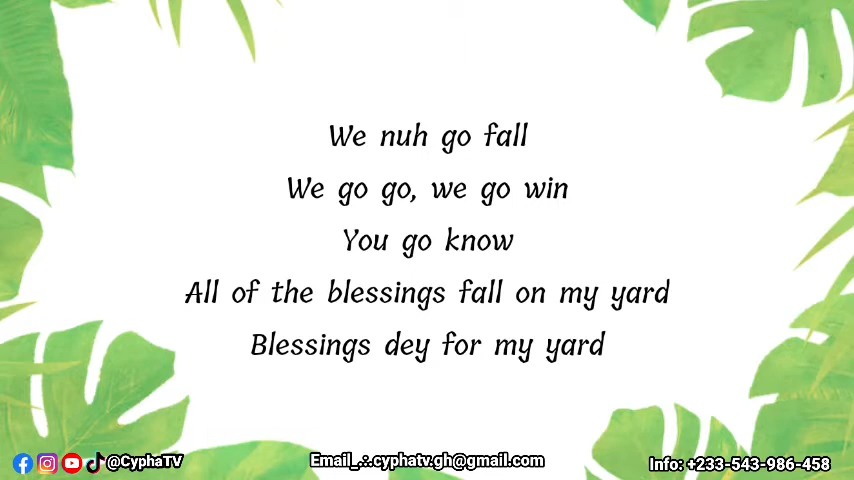 We nuh go fall
We go go, we go win
You go know
All of the blessings fall on my yard
Blessings dey for my yard
@CyphaTV
Email_.:.cyphatv.gh@gmail.com
Info: +233-543-986-458